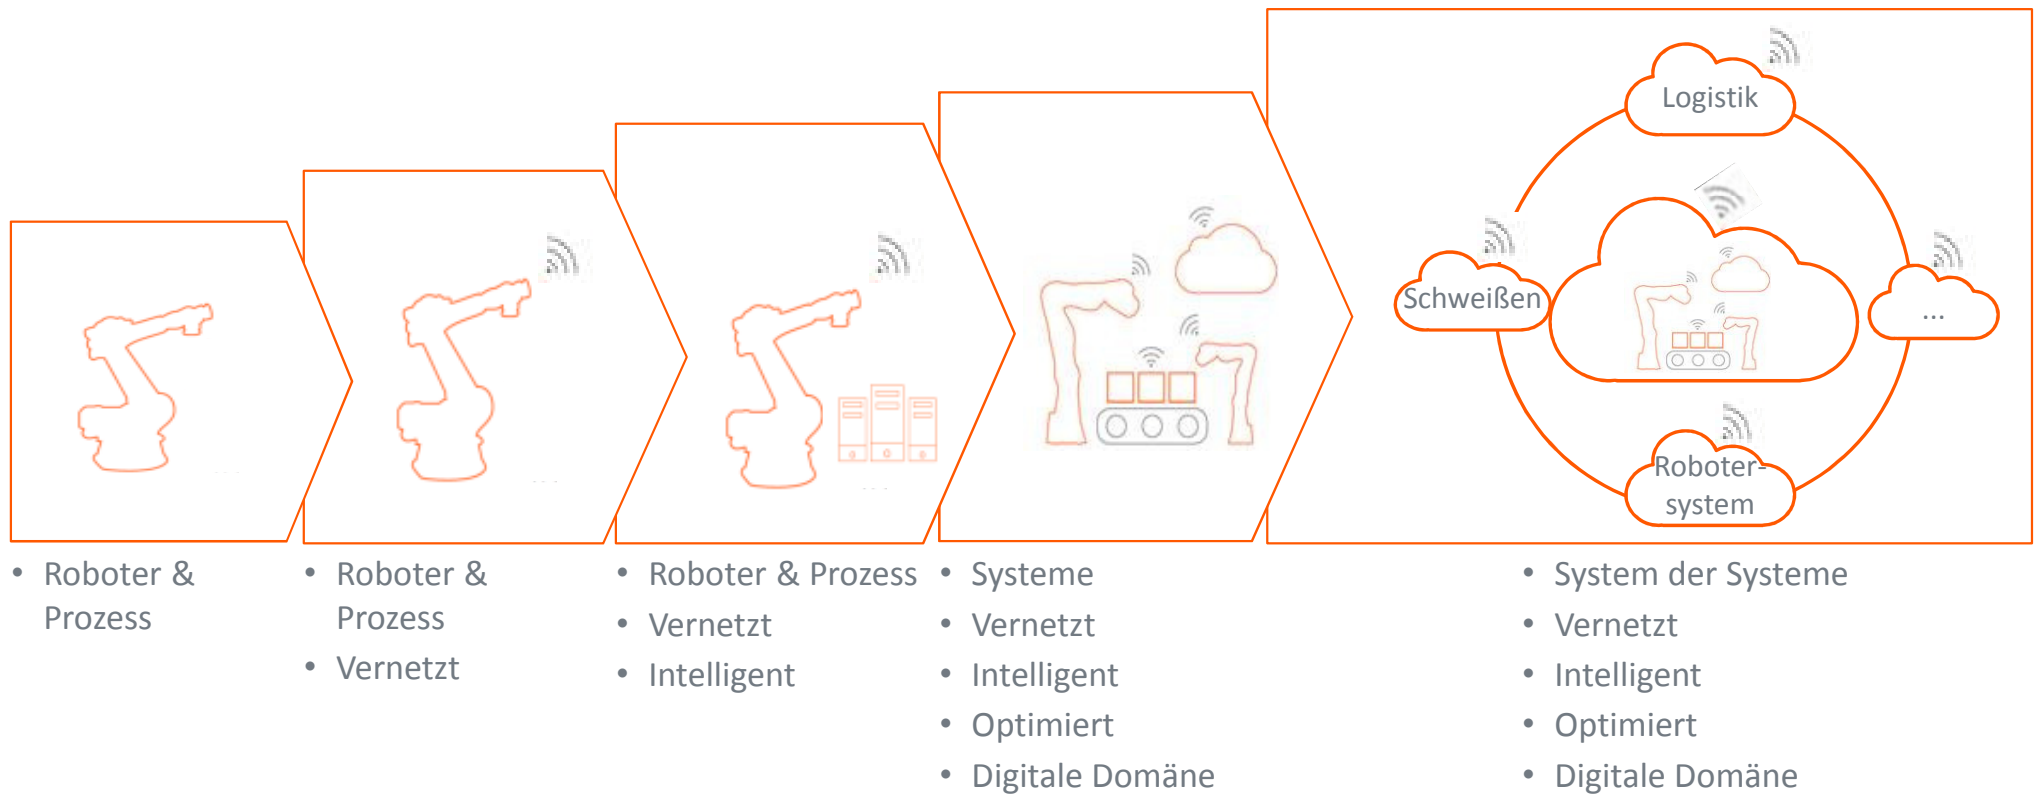 Logistik
Schweißen
...
Roboter-
system
• Roboter &
Prozess
• Roboter &
Prozess
• Vernetzt
• Roboter & Prozess
• Vernetzt
• Intelligent
• Systeme
• Vernetzt
• Intelligent
• Optimiert
• Digitale Domäne
• System der Systeme
• Vernetzt
• Intelligent
• Optimiert
• Digitale Domäne